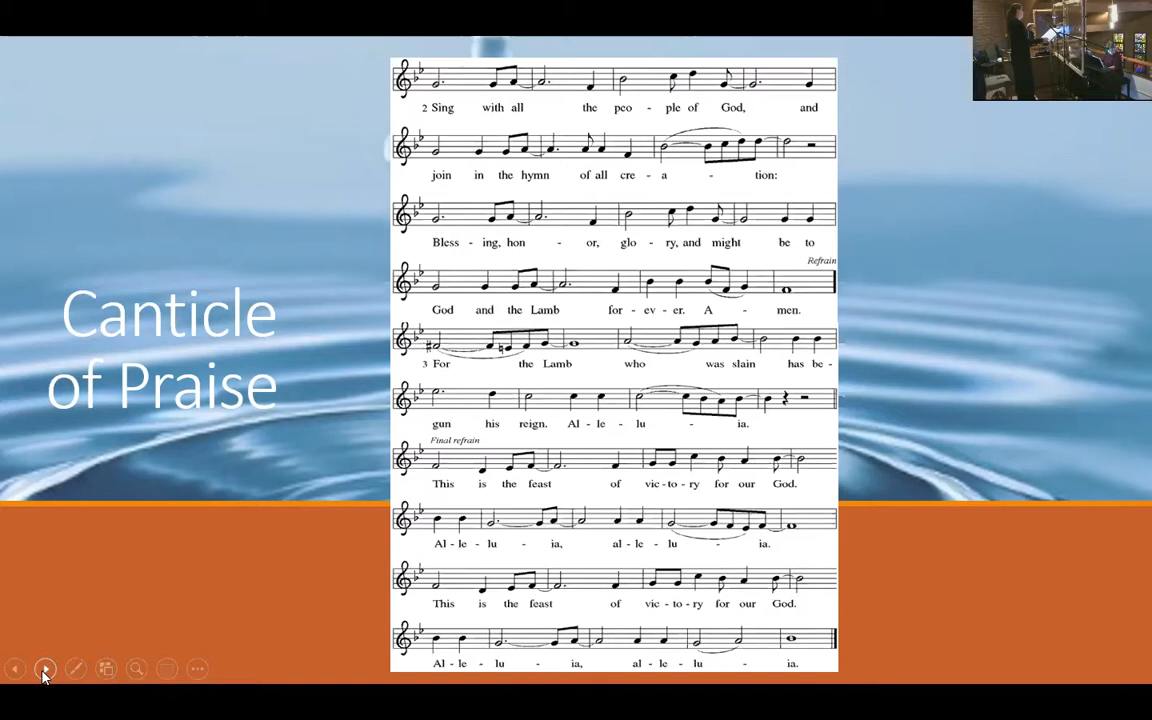 Canticle
of Praise
2 Sing with all the peo - ple of God, and
join in the hymn of all cre - a - tion:
Bless - ing, hon - or, glo - ry, and might be to
Refrain
God and the Lamb for - ev - er. A - men.
3 For the Lamb who was slain has be -
gun his reign. Al - le - lu - ia.
Final refrain
This is the feast of vic - to - ry for our God.
Al - le - lu - ia, al - le - lu - ia.
This is the feast of vic - to - ry for our God.
Al - le - lu - ia, al - le - lu - ia.